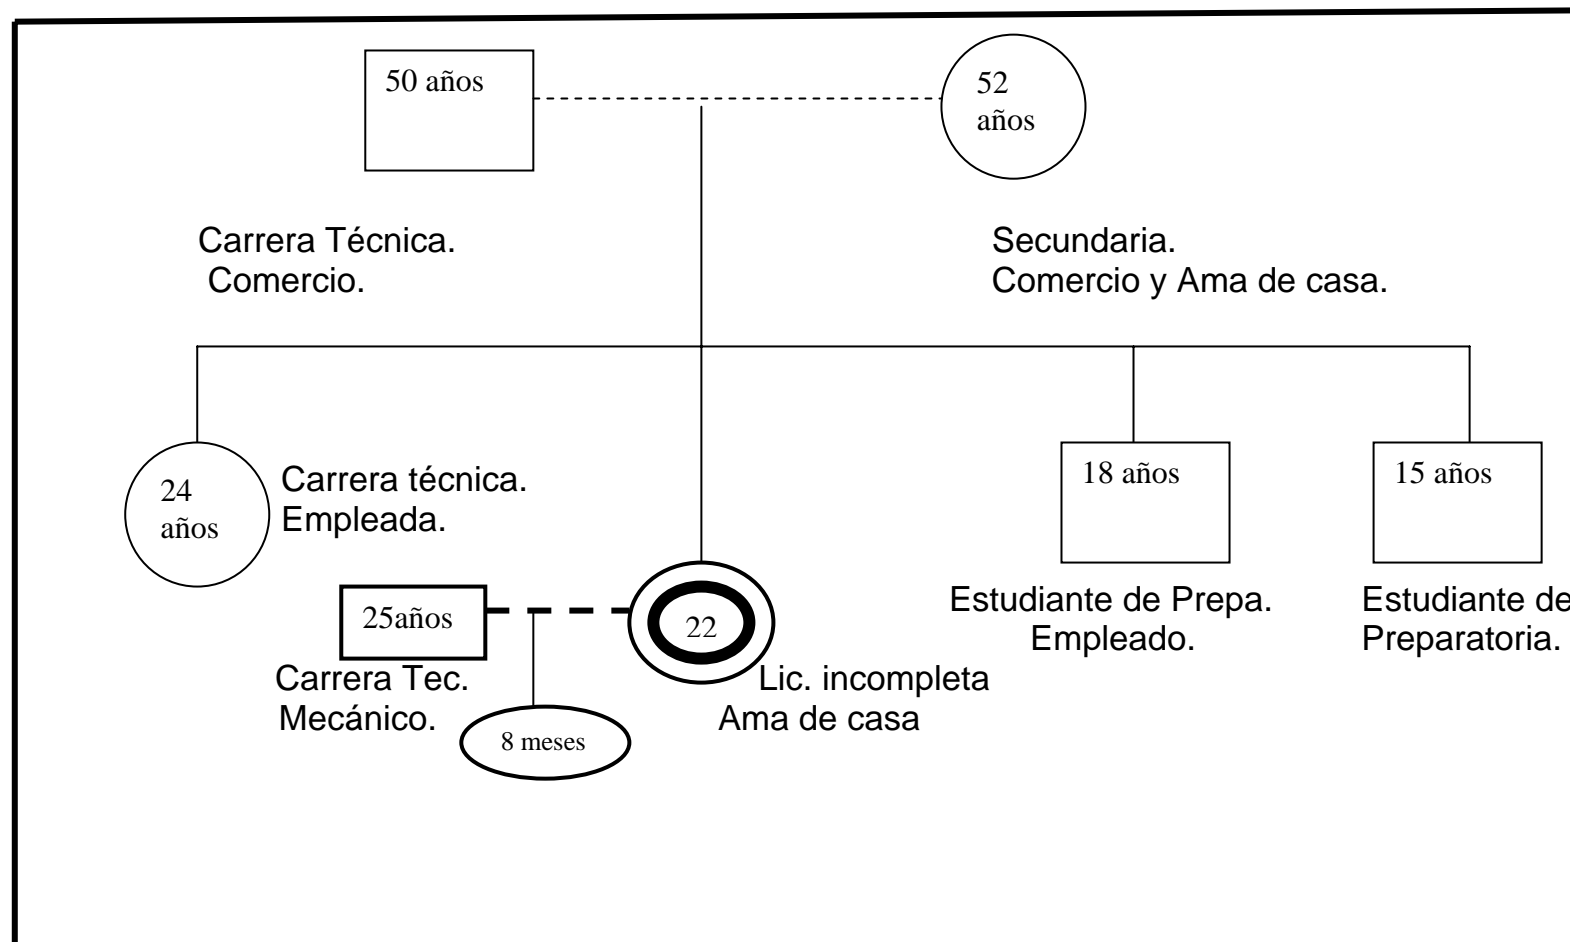 50 años
52
años
Carrera Técnica.
Comercio.
Secundaria.
Comercio y Ama de casa.
24
años
Carrera técnica.
Empleada.
18 años
15 años
Estudiante de Prepa.
Empleado.
Estudiante de
Preparatoria.
25años
22
Carrera Tec.
Mecánico.
Lic. incompleta
Ama de casa
8 meses